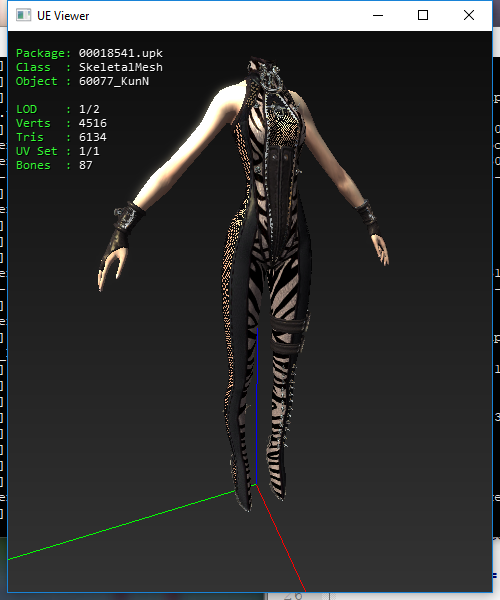 UE Viewer
Package: 00018541.upk
Class : SkeletalMesh
Object : 60077_KunN
LOD : 1/2
Verts : 4516
Tris : 6134
UV Set : 1/1
Bones : 87